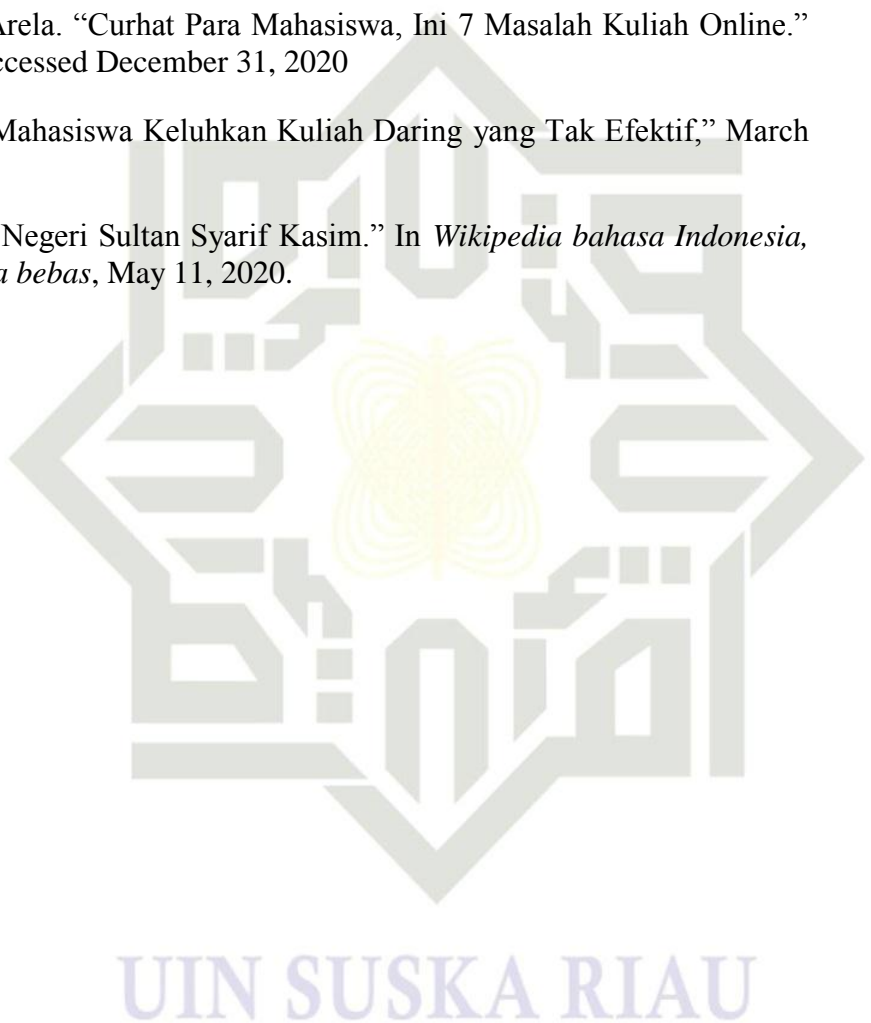 Arela. “Curhat Para Mahasiswa, Ini 7 Masalah Kuliah Online.”
ccessed December 31, 2020
Mahasiswa Keluhkan Kuliah Daring yang Tak Efektif,” March
Negeri Sultan Syarif Kasim.” In Wikipedia bahasa Indonesia,
a bebas, May 11, 2020.
UIN SUSKA RIAU